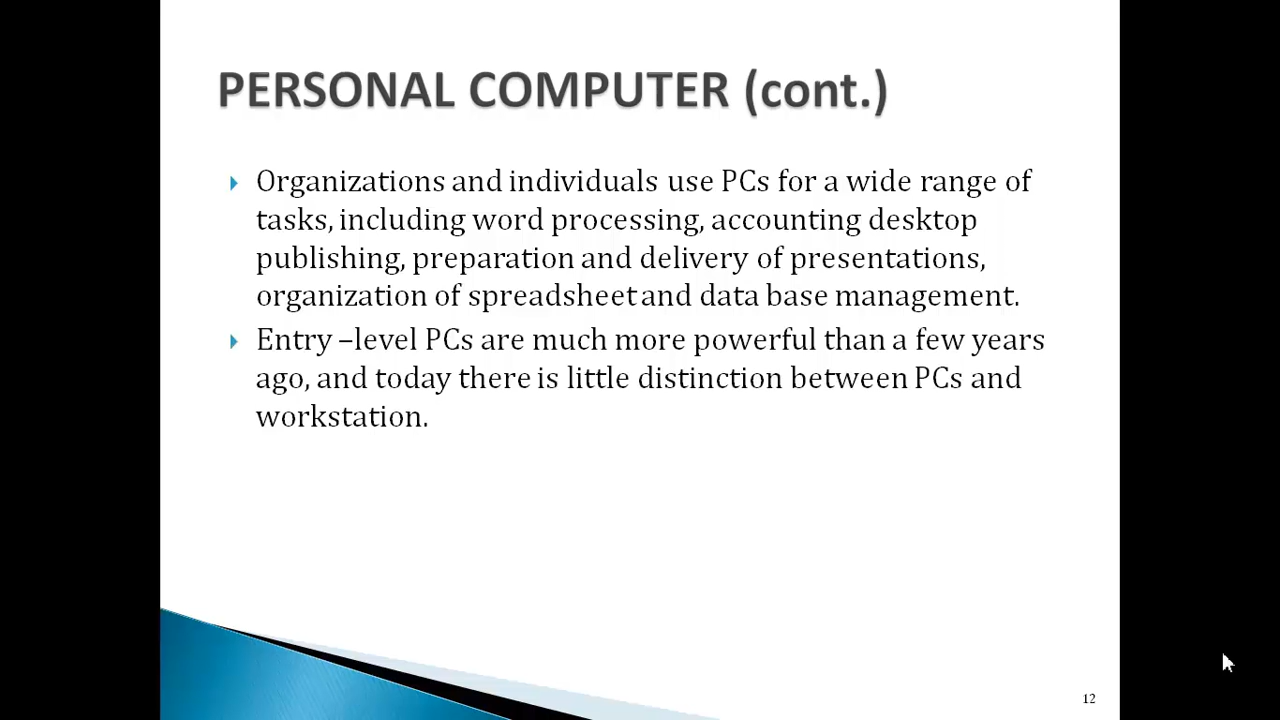 PERSONAL COMPUTER (cont.)
Organizations and individuals use PCs for a wide range of
tasks, including word processing, accounting desktop
publishing, preparation and delivery of presentations,
organization of spreadsheet and data base management.
Entry –level PCs are much more powerful than a few years
ago, and today there is little distinction between PCs and
workstation.
12